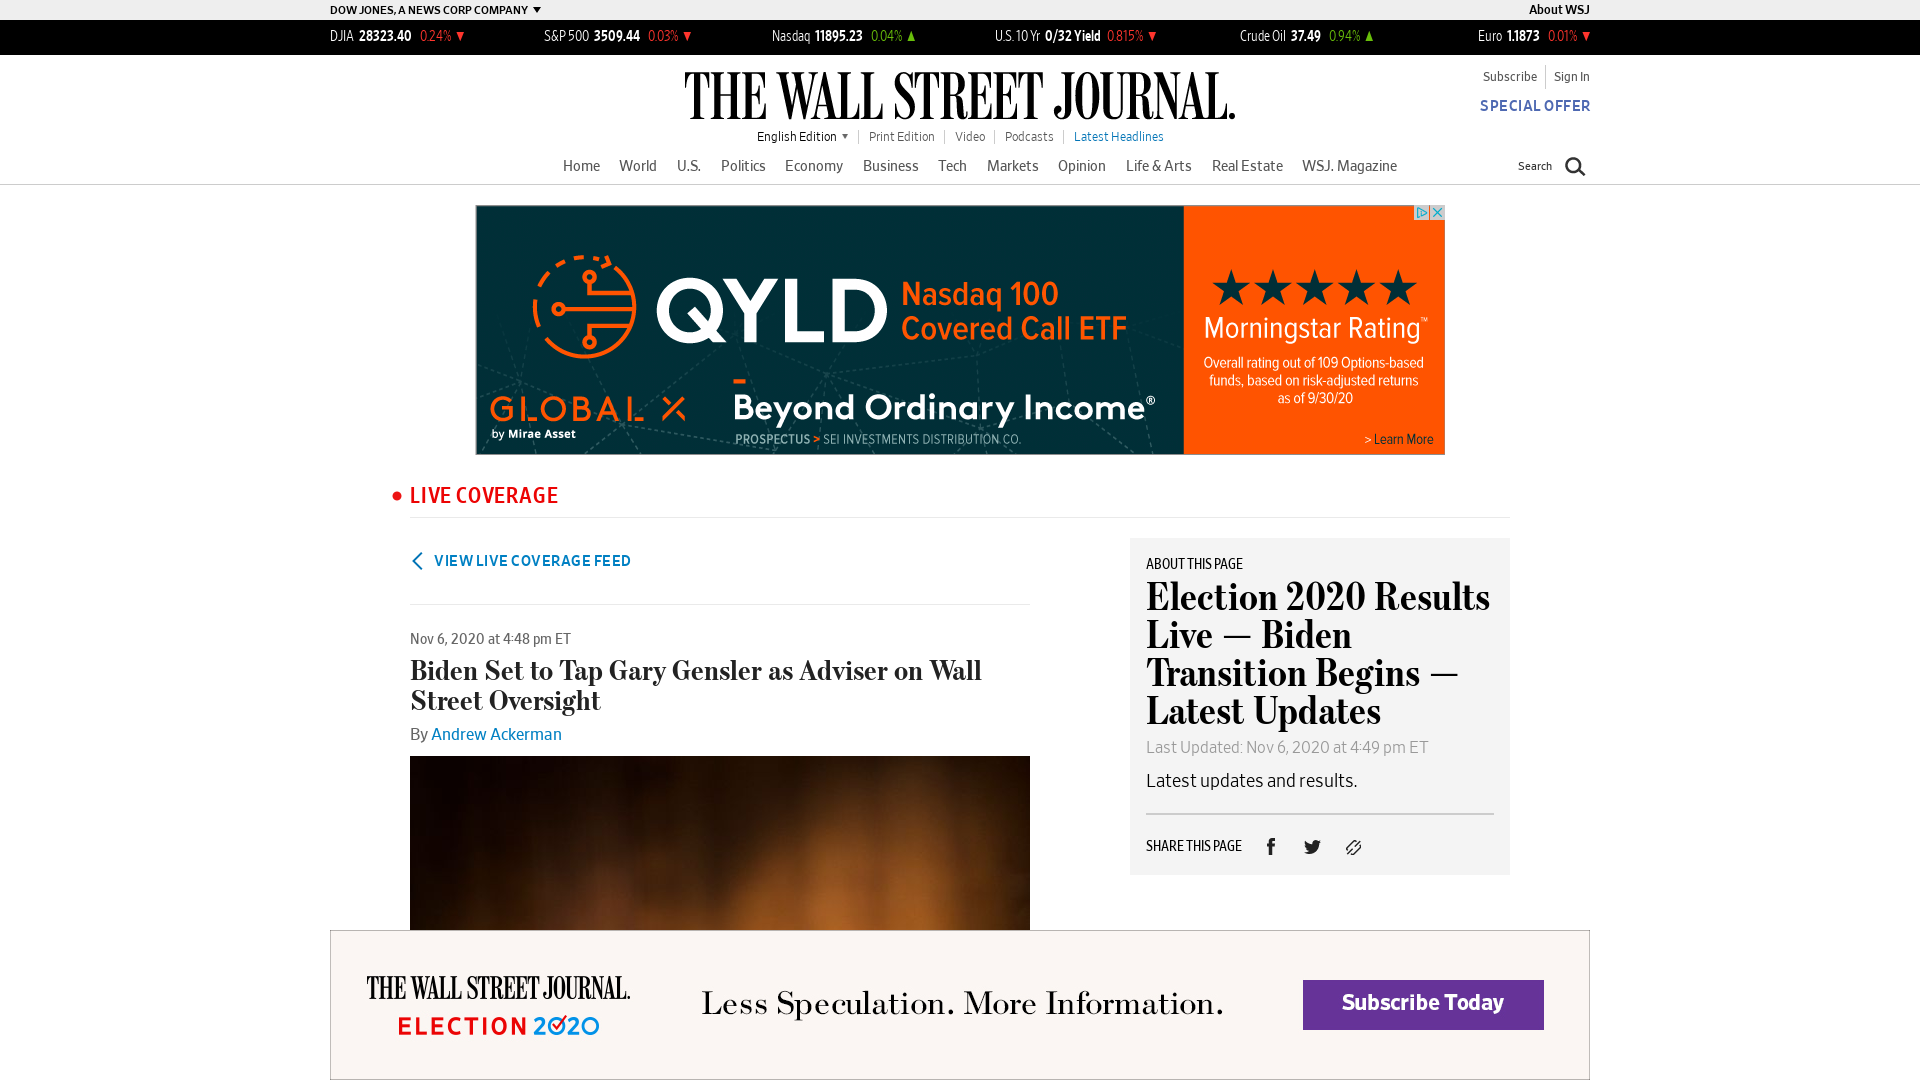 DOW JONES, A NEWS CORP COMPANY
About WSJ
DJIA 28323.40 0.24%
S&P 500 3509.44 0.03%
Nasdaq 11895.23 0.04%
U.S. 10 Yr 0/32 Yield 0.815%
Crude Oil 37.49 0.94%
Euro 1.1873 0.01%
THE WALL STREET JOURNAL.
Subscribe
Sign In
SPECIAL OFFER
English Edition
Print Edition
Video
Podcasts
Latest Headlines
Home World U.S. Politics Economy Business Tech Markets Opinion Life & Arts Real Estate WSJ. Magazine
Search
QYLD
Nasdaq 100
Covered Call ETF
GLOBAL X
by Mirae Asset
Beyond Ordinary Income®
PROSPECTUS > SEI INVESTMENTS DISTRIBUTION CO.
Morningstar Rating™
Overall rating out of 109 Options-based
funds, based on risk-adjusted returns
as of 9/30/20
> Learn More
LIVE COVERAGE
VIEW LIVE COVERAGE FEED
Nov 6, 2020 at 4:48 pm ET
Biden Set to Tap Gary Gensler as Adviser on Wall
Street Oversight
By Andrew Ackerman
ABOUT THIS PAGE
Election 2020 Results
Live — Biden
Transition Begins —
Latest Updates
Last Updated: Nov 6, 2020 at 4:49 pm ET
Latest updates and results.
SHARE THIS PAGE
THE WALL STREET JOURNAL.
ELECTION 2020
Less Speculation. More Information.
Subscribe Today